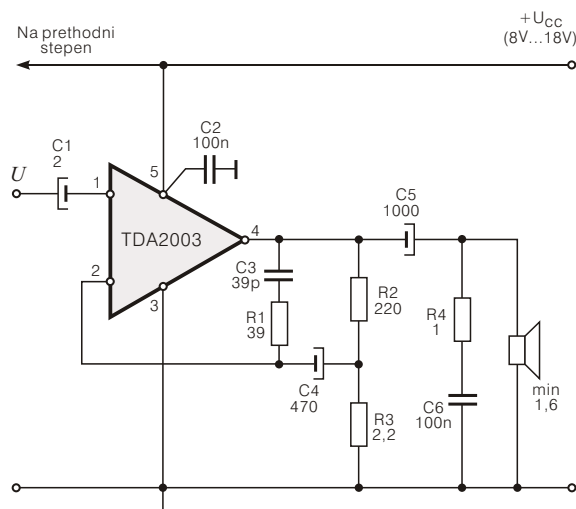 Na prethodni
stepen
+UCC
(8V...18V)
C1
2
U
C2
100n
5
1
TDA2003
4
2
3
C3
39p
R1
39
C4
470
R2
220
R3
2,2
C5
1000
R4
1
C6
100n
min
1,6